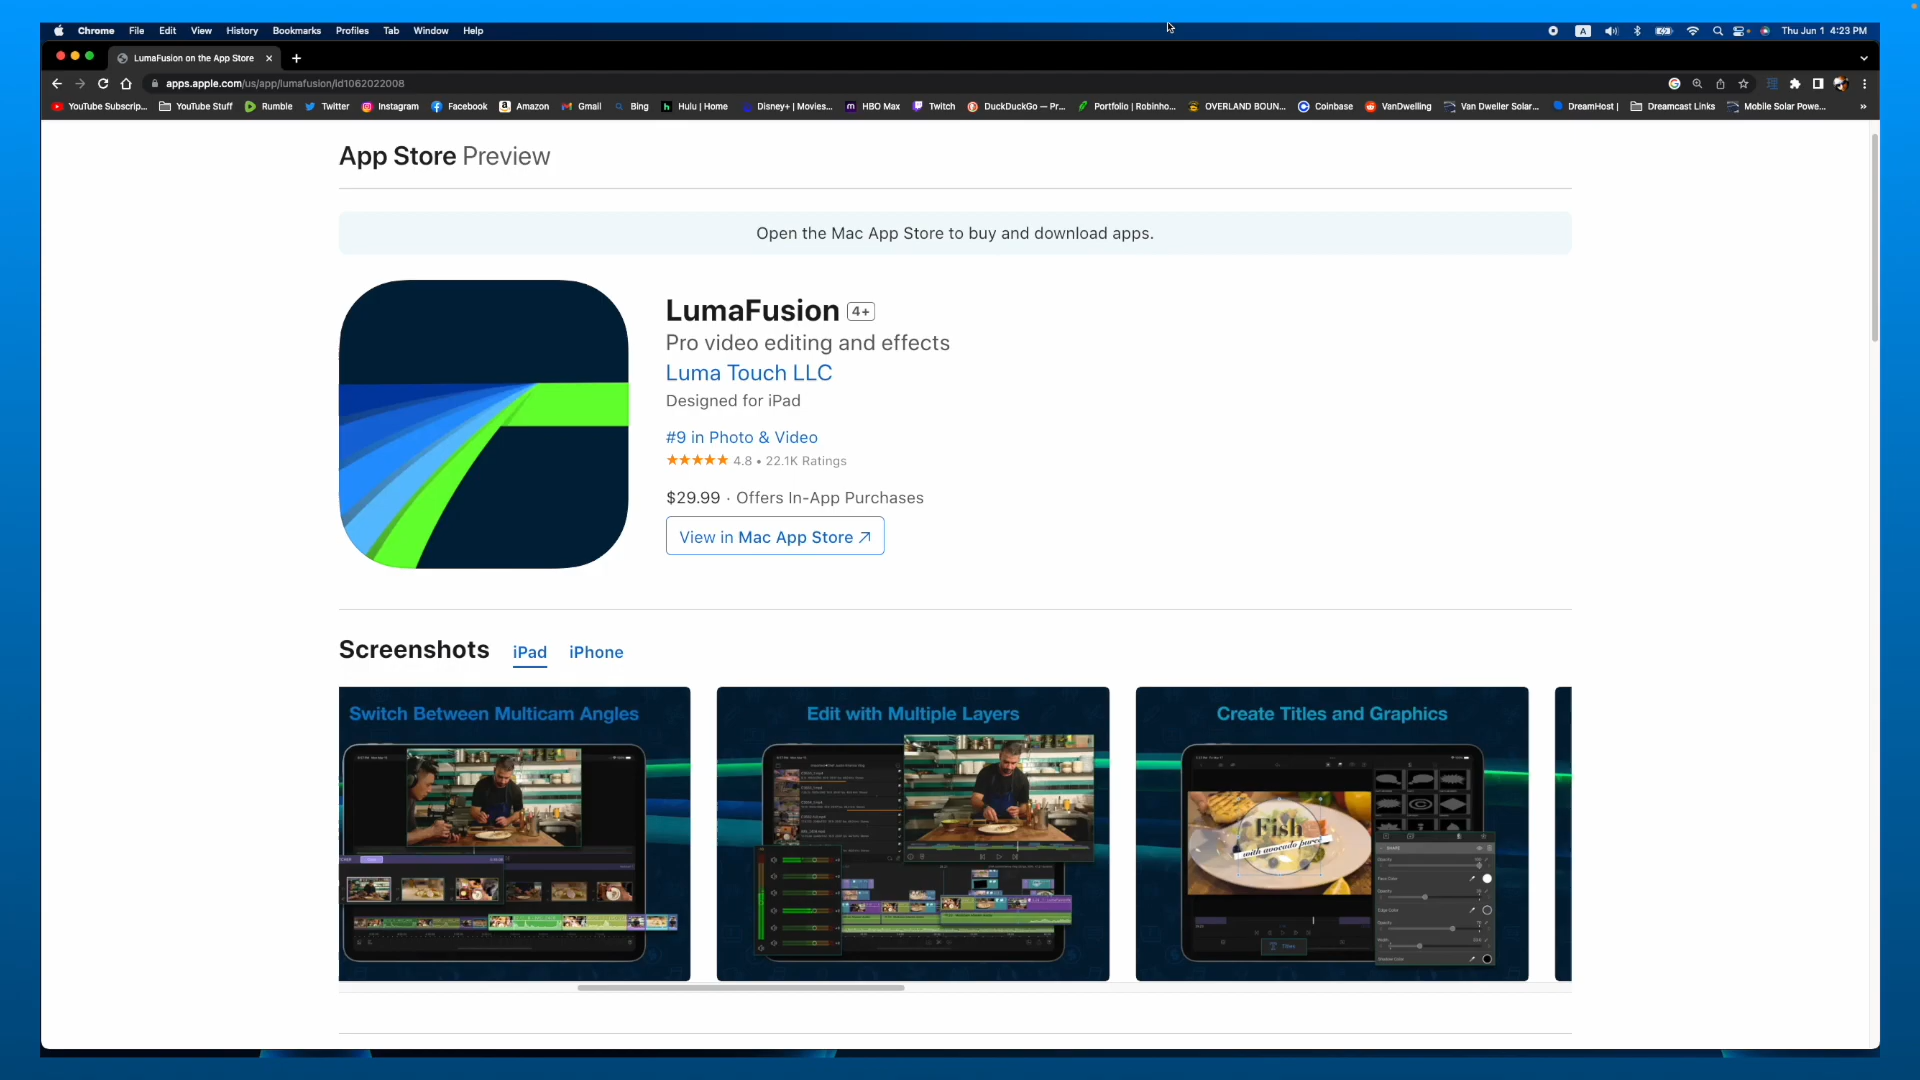 Chrome File Edit View History Bookmarks Profiles Tab Window Help
A Thu Jun 1 4:23 PM
LumaFusion on the App Store
apps.apple.com/us/app/lumafusion/id1062022008
YouTube Subscrip... YouTube Stuff Rumble Twitter Instagram Facebook Amazon Gmail Bing Hulu | Home Disney+ | Movies... HBO Max Twitch DuckDuckGo — Pr... Portfolio | Robinho... OVERLAND BOUN... Coinbase VanDwelling Van Dweller Solar... DreamHost | Dreamcast Links Mobile Solar Powe... »
App Store Preview
Open the Mac App Store to buy and download apps.
LumaFusion 4+
Pro video editing and effects
Luma Touch LLC
Designed for iPad
#9 in Photo & Video
4.8 • 22.1K Ratings
$29.99 · Offers In-App Purchases
View in Mac App Store
Screenshots iPad iPhone
Switch Between Multicam Angles
Edit with Multiple Layers
Create Titles and Graphics
Fish
with avocado puree
Titles